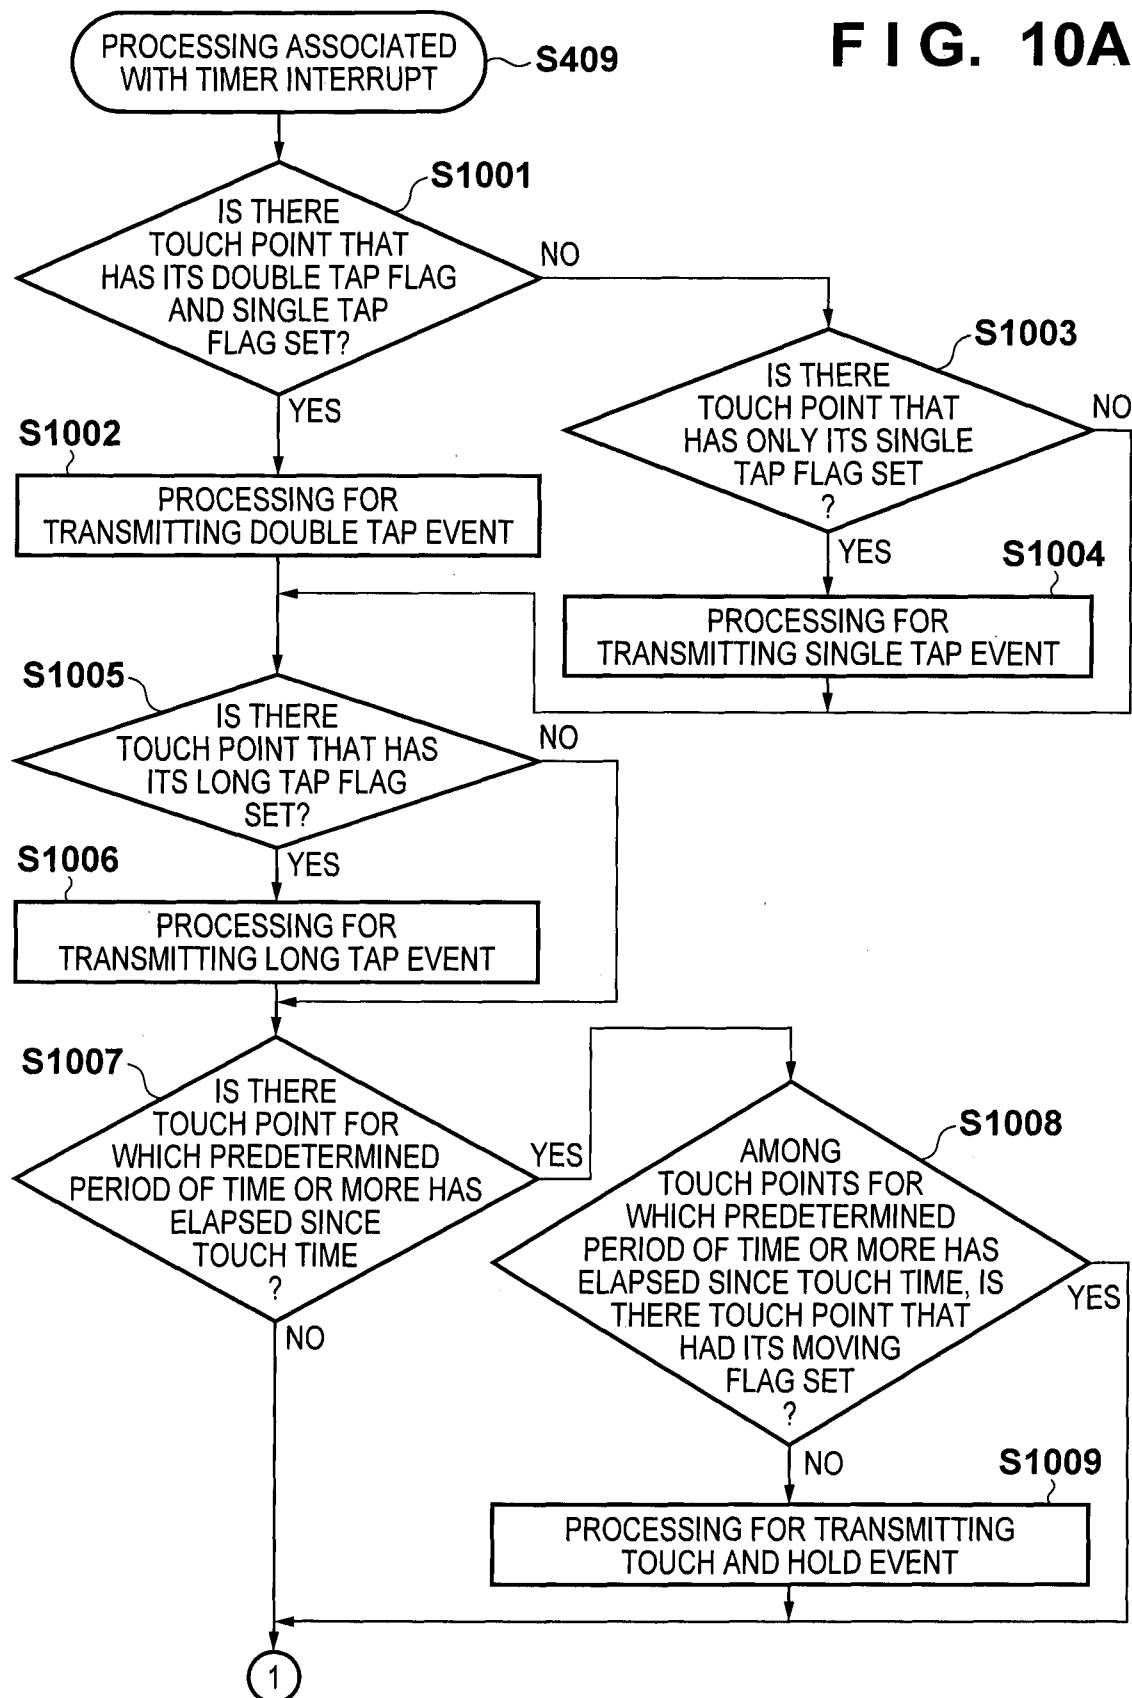 FIG. 10A
PROCESSING ASSOCIATED
WITH TIMER INTERRUPT
S409
S1001
IS THERE
TOUCH POINT THAT
HAS ITS DOUBLE TAP FLAG
AND SINGLE TAP
FLAG SET?
NO
YES
S1003
IS THERE
TOUCH POINT THAT
HAS ONLY ITS SINGLE
TAP FLAG SET
?
NO
YES
S1002
PROCESSING FOR
TRANSMITTING DOUBLE TAP EVENT
S1004
PROCESSING FOR
TRANSMITTING SINGLE TAP EVENT
S1005
IS THERE
TOUCH POINT THAT HAS
ITS LONG TAP FLAG
SET?
NO
YES
S1006
PROCESSING FOR
TRANSMITTING LONG TAP EVENT
S1007
IS THERE
TOUCH POINT FOR
WHICH PREDETERMINED
PERIOD OF TIME OR MORE HAS
ELAPSED SINCE
TOUCH TIME
?
YES
NO
S1008
AMONG
TOUCH POINTS FOR
WHICH PREDETERMINED
PERIOD OF TIME OR MORE HAS
ELAPSED SINCE TOUCH TIME, IS
THERE TOUCH POINT THAT
HAD ITS MOVING
FLAG SET
?
YES
NO
S1009
PROCESSING FOR TRANSMITTING
TOUCH AND HOLD EVENT
1